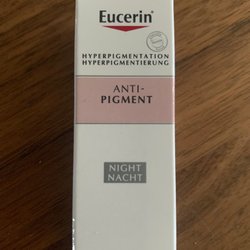 Eucerin®
HYPERPIGMENTATION
HYPERPIGMENTIERUNG
ANTI-
PIGMENT
NIGHT
NACHT